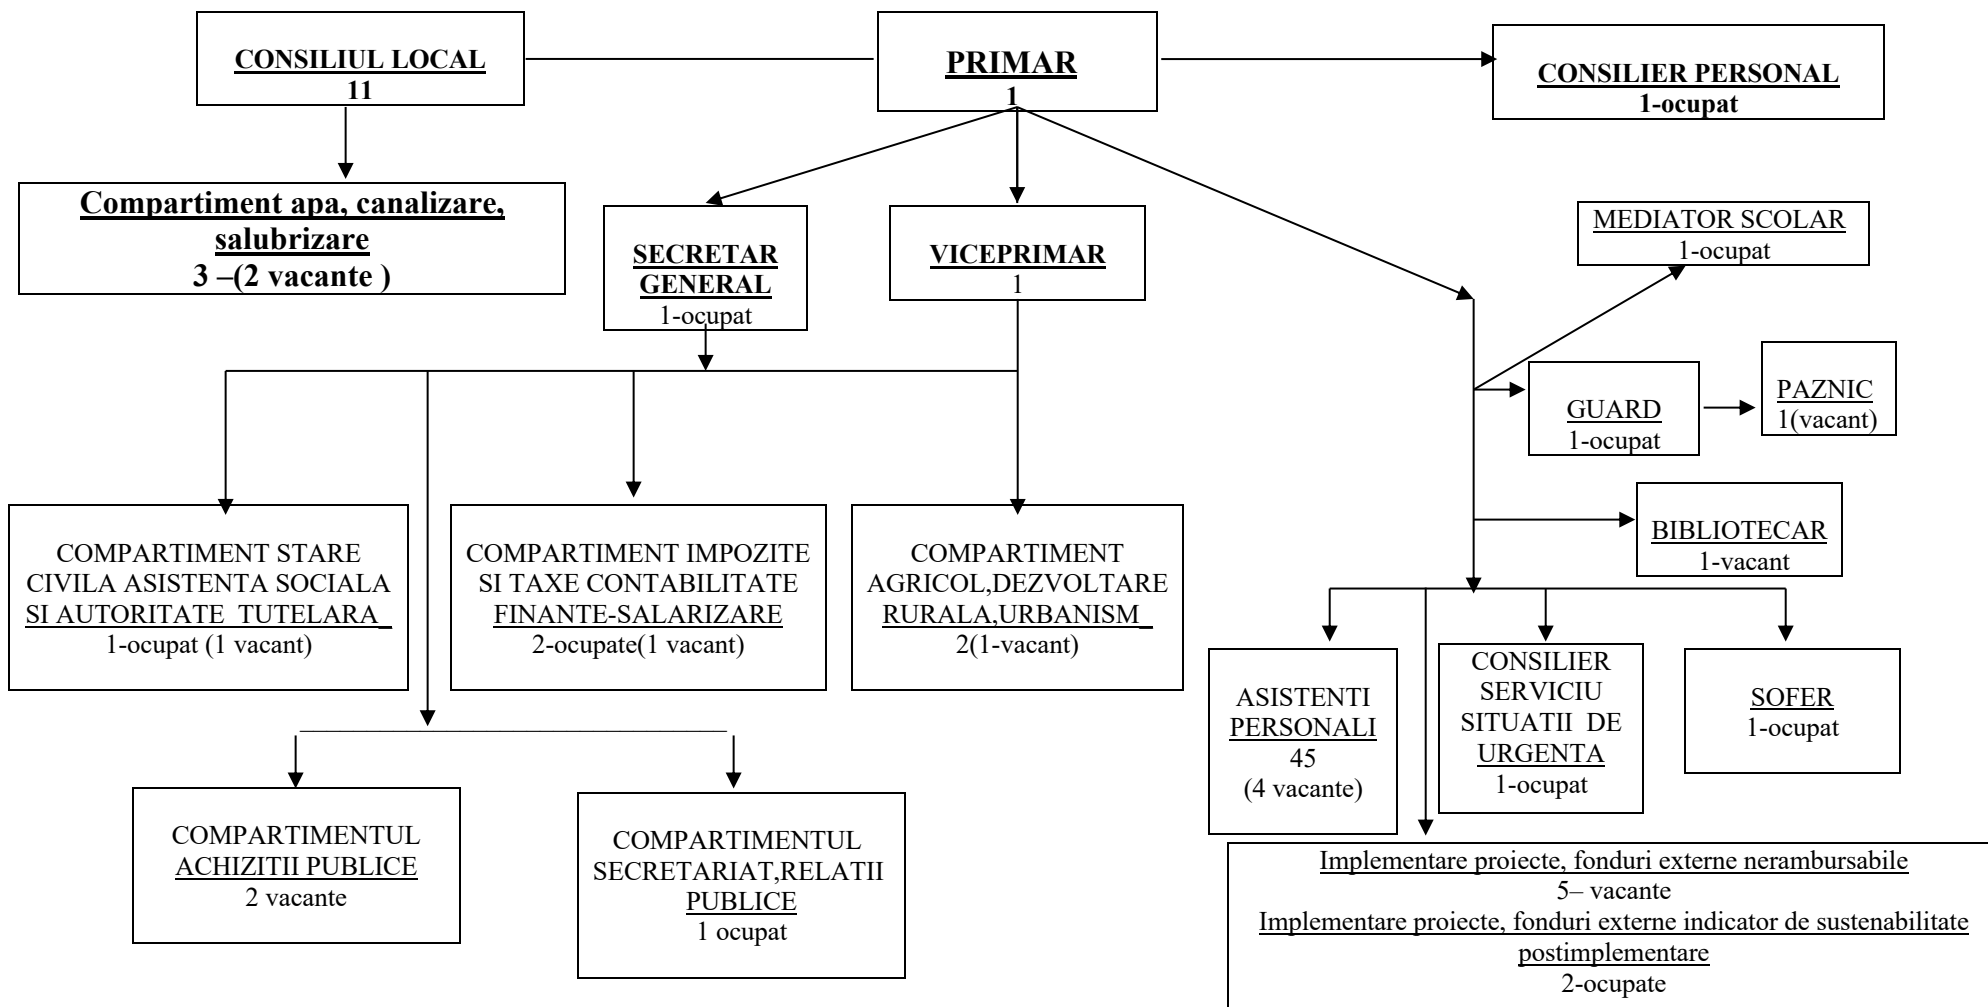 CONSILIUL LOCAL
11
PRIMAR
1
CONSILIER PERSONAL
1-ocupat
Compartiment apa, canalizare,
salubrizare
3 –(2 vacante )
SECRETAR
GENERAL
1-ocupat
VICEPRIMAR
1
MEDIATOR SCOLAR
1-ocupat
GUARD
1-ocupat
PAZNIC
1(vacant)
BIBLIOTECAR
1-vacant
COMPARTIMENT STARE
CIVILA ASISTENTA SOCIALA
SI AUTORITATE TUTELARA_
1-ocupat (1 vacant)
COMPARTIMENT IMPOZITE
SI TAXE CONTABILITATE
FINANTE-SALARIZARE
2-ocupate(1 vacant)
COMPARTIMENT
AGRICOL,DEZVOLTARE
RURALA,URBANISM_
2(1-vacant)
ASISTENTI
PERSONALI
45
(4 vacante)
CONSILIER
SERVICIU
SITUATII DE
URGENTA
1-ocupat
SOFER
1-ocupat
COMPARTIMENTUL
ACHIZITII PUBLICE
2 vacante
COMPARTIMENTUL
SECRETARIAT,RELATII
PUBLICE
1 ocupat
Implementare proiecte, fonduri externe nerambursabile
5– vacante
Implementare proiecte, fonduri externe indicator de sustenabilitate
postimplementare
2-ocupate